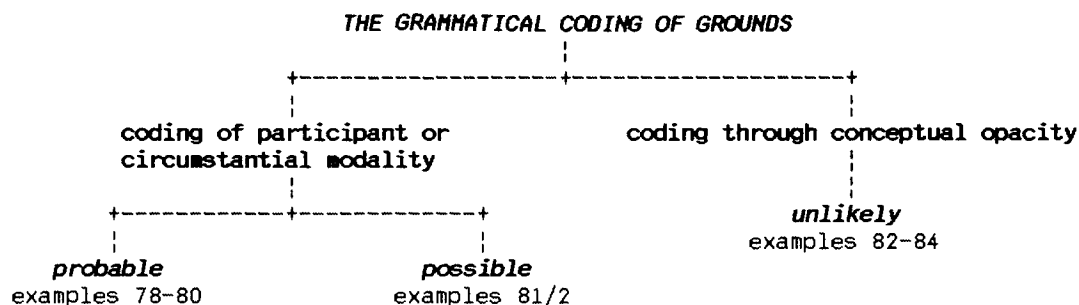 THE GRAMMATICAL CODING OF GROUNDS
coding of participant or
circumstantial modality
coding through conceptual opacity
probable
examples 78-80
possible
examples 81/2
unlikely
examples 82-84